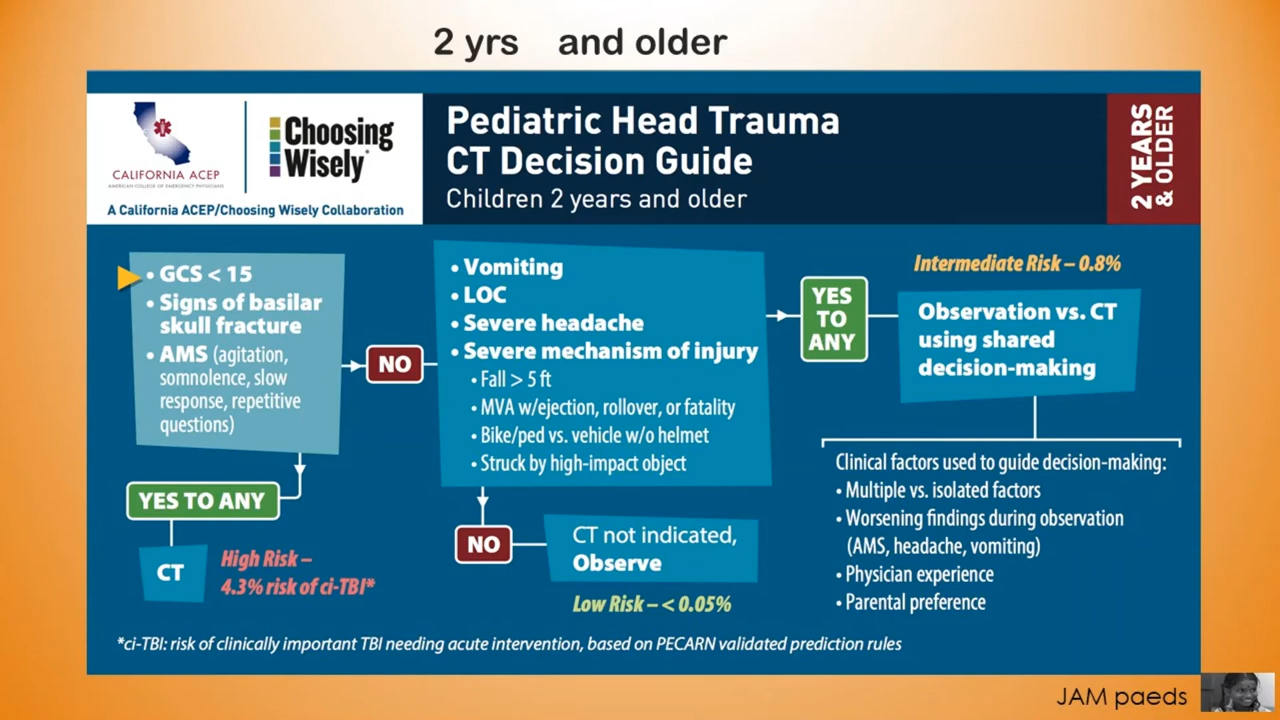 2 yrs and older
CALIFORNIA ACEP
AMERICAN COLLEGE OF EMERGENCY PHYSICIANS
Choosing
Wisely®
A California ACEP/Choosing Wisely Collaboration
Pediatric Head Trauma
CT Decision Guide
Children 2 years and older
2 YEARS
& OLDER
• GCS < 15
• Signs of basilar
skull fracture
• AMS (agitation,
somnolence, slow
response, repetitive
questions)
NO
YES TO ANY
CT
High Risk –
4.3% risk of ci-TBI*
• Vomiting
• LOC
• Severe headache
• Severe mechanism of injury
• Fall > 5 ft
• MVA w/ejection, rollover, or fatality
• Bike/ped vs. vehicle w/o helmet
• Struck by high-impact object
NO
CT not indicated,
Observe
Low Risk – < 0.05%
YES
TO
ANY
Intermediate Risk – 0.8%
Observation vs. CT
using shared
decision-making
Clinical factors used to guide decision-making:
• Multiple vs. isolated factors
• Worsening findings during observation
(AMS, headache, vomiting)
• Physician experience
• Parental preference
*ci-TBI: risk of clinically important TBI needing acute intervention, based on PECARN validated prediction rules
JAM paeds